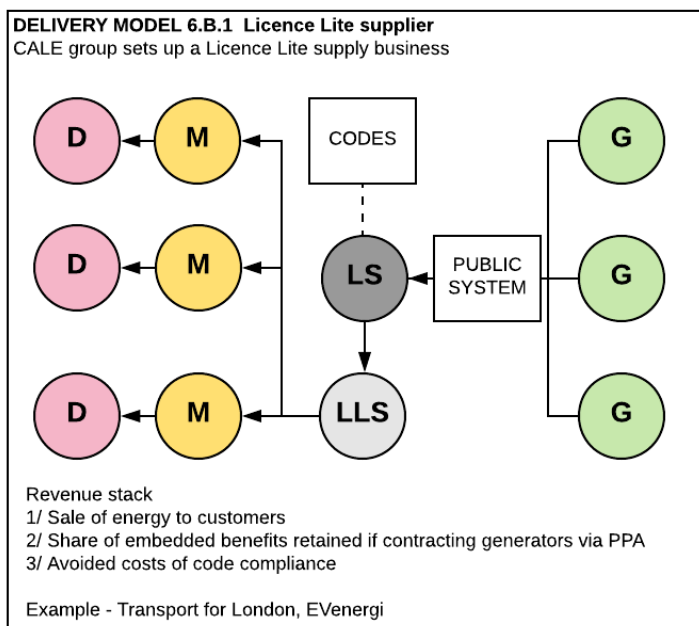 DELIVERY MODEL 6.B.1  Licence Lite supplier
CALE group sets up a Licence Lite supply business
D
M
CODES
G
D
M
LS
PUBLIC
SYSTEM
G
D
M
LLS
G
Revenue stack
1/ Sale of energy to customers
2/ Share of embedded benefits retained if contracting generators via PPA
3/ Avoided costs of code compliance
Example - Transport for London, EVenergi